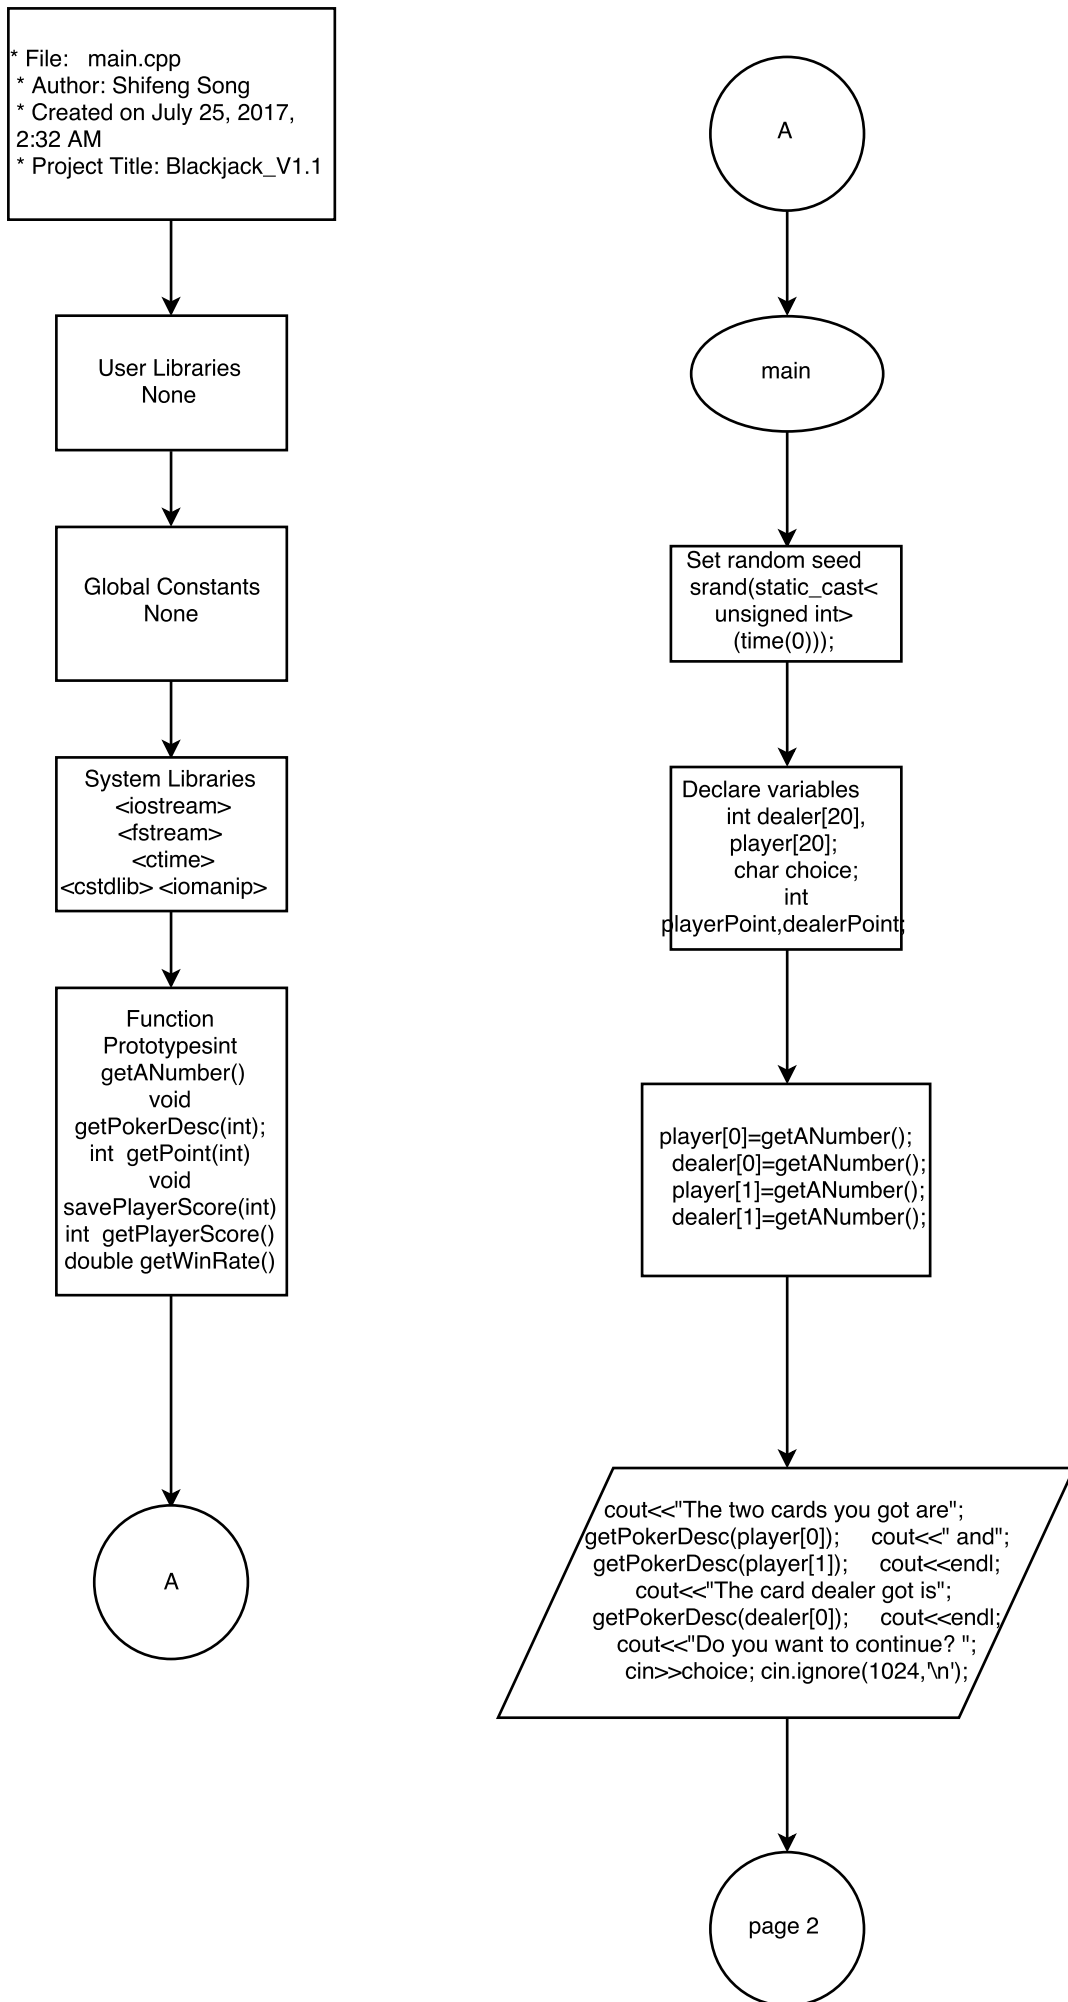 * File:   main.cpp
* Author: Shifeng Song
* Created on July 25, 2017,
2:32 AM
* Project Title: Blackjack_V1.1
User Libraries
None
Global Constants
None
System Libraries
<iostream>
<fstream>
<ctime>
<cstdlib> <iomanip>
Function
Prototypesint
getANumber()
void
getPokerDesc(int);
int  getPoint(int)
void
savePlayerScore(int)
int  getPlayerScore()
double getWinRate()
A
A
main
Set random seed
srand(static_cast<
unsigned int>
(time(0)));
Declare variables
int dealer[20],
player[20];
char choice;
int
playerPoint,dealerPoint;
player[0]=getANumber();
dealer[0]=getANumber();
player[1]=getANumber();
dealer[1]=getANumber();
cout<<"The two cards you got are";
getPokerDesc(player[0]);     cout<<" and";
getPokerDesc(player[1]);     cout<<endl;
cout<<"The card dealer got is";
getPokerDesc(dealer[0]);     cout<<endl;
cout<<"Do you want to continue? ";
cin>>choice; cin.ignore(1024,'\n');
page 2